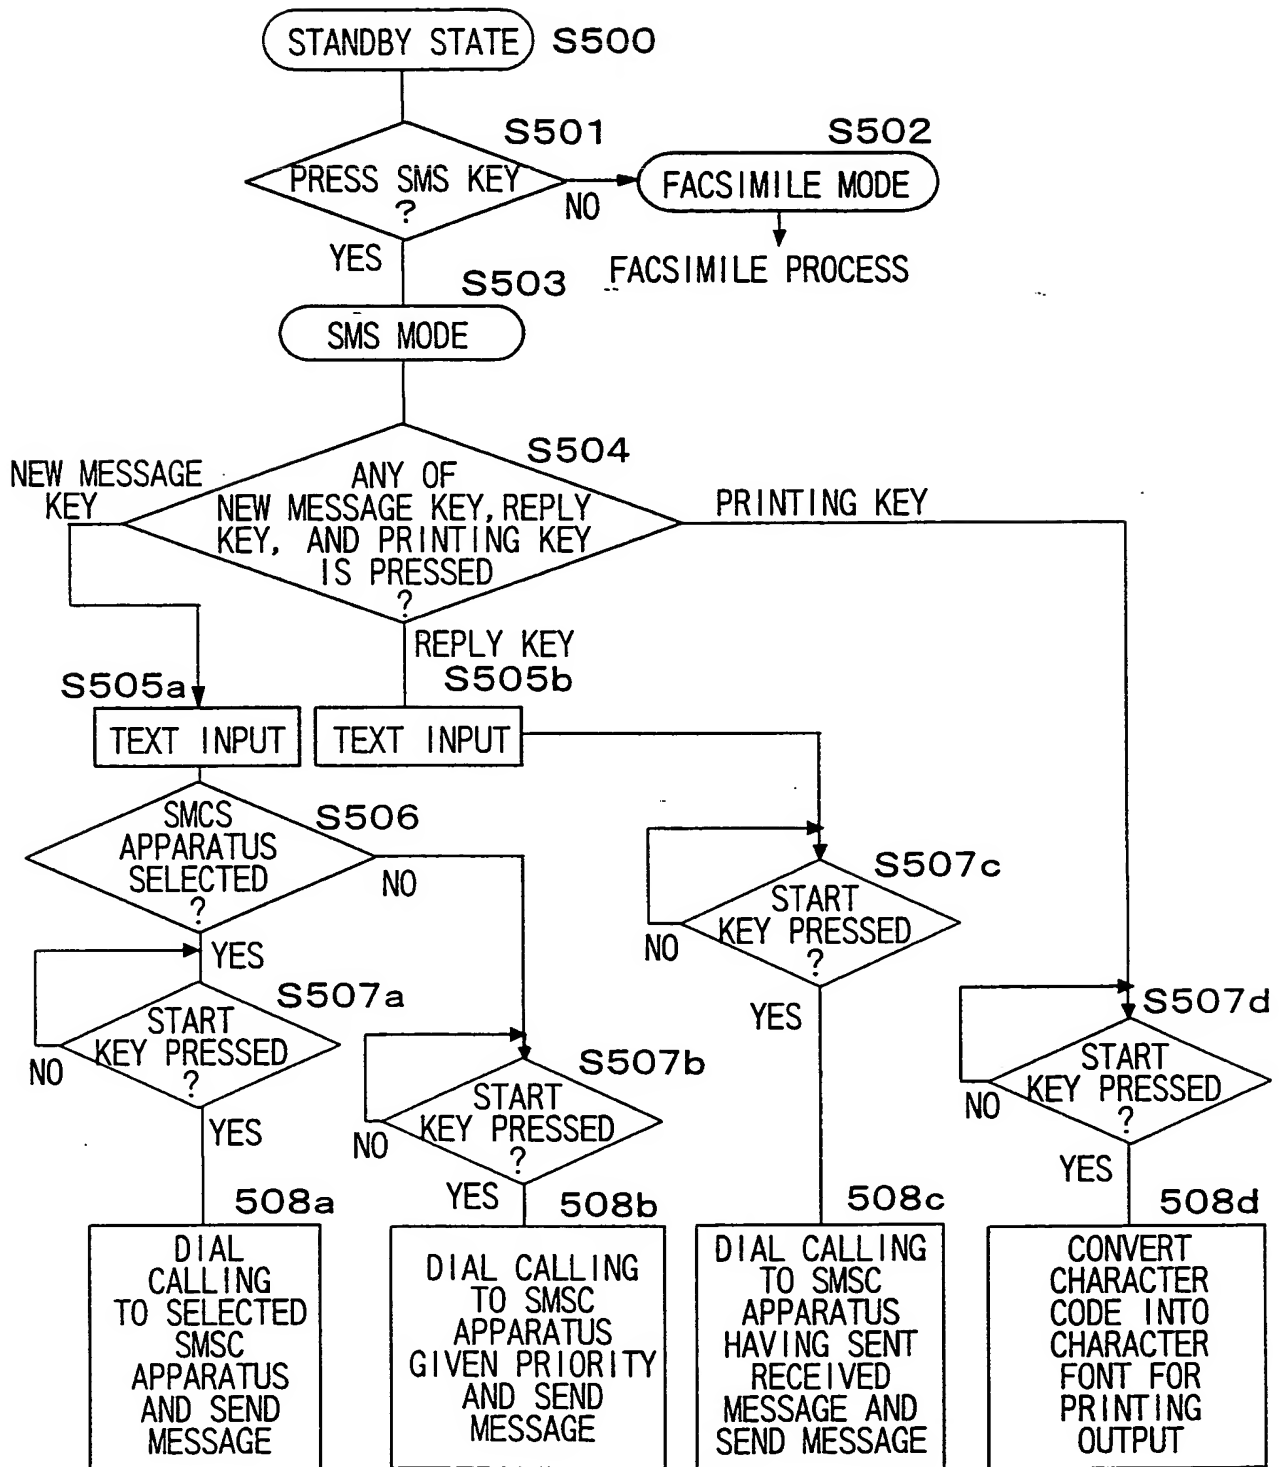 STANDBY STATE S500
S501
PRESS SMS KEY
?
NO
YES
S502
FACSIMILE MODE
FACSIMILE PROCESS
S503
SMS MODE
S504
ANY OF
NEW MESSAGE KEY, REPLY
KEY, AND PRINTING KEY
IS PRESSED
?
NEW MESSAGE
KEY
PRINTING KEY
REPLY KEY
S505a
TEXT INPUT
S505b
TEXT INPUT
S506
SMCS
APPARATUS
SELECTED
?
NO
YES
S507a
START
KEY PRESSED
?
NO
YES
S507b
START
KEY PRESSED
?
NO
YES
S507c
START
KEY PRESSED
?
NO
YES
S507d
START
KEY PRESSED
?
NO
YES
508a
DIAL
CALLING
TO SELECTED
SMSC
APPARATUS
AND SEND
MESSAGE
508b
DIAL CALLING
TO SMSC
APPARATUS
GIVEN PRIORITY
AND SEND
MESSAGE
508c
DIAL CALLING
TO SMSC
APPARATUS
HAVING SENT
RECEIVED
MESSAGE AND
SEND MESSAGE
508d
CONVERT
CHARACTER
CODE INTO
CHARACTER
FONT FOR
PRINTING
OUTPUT